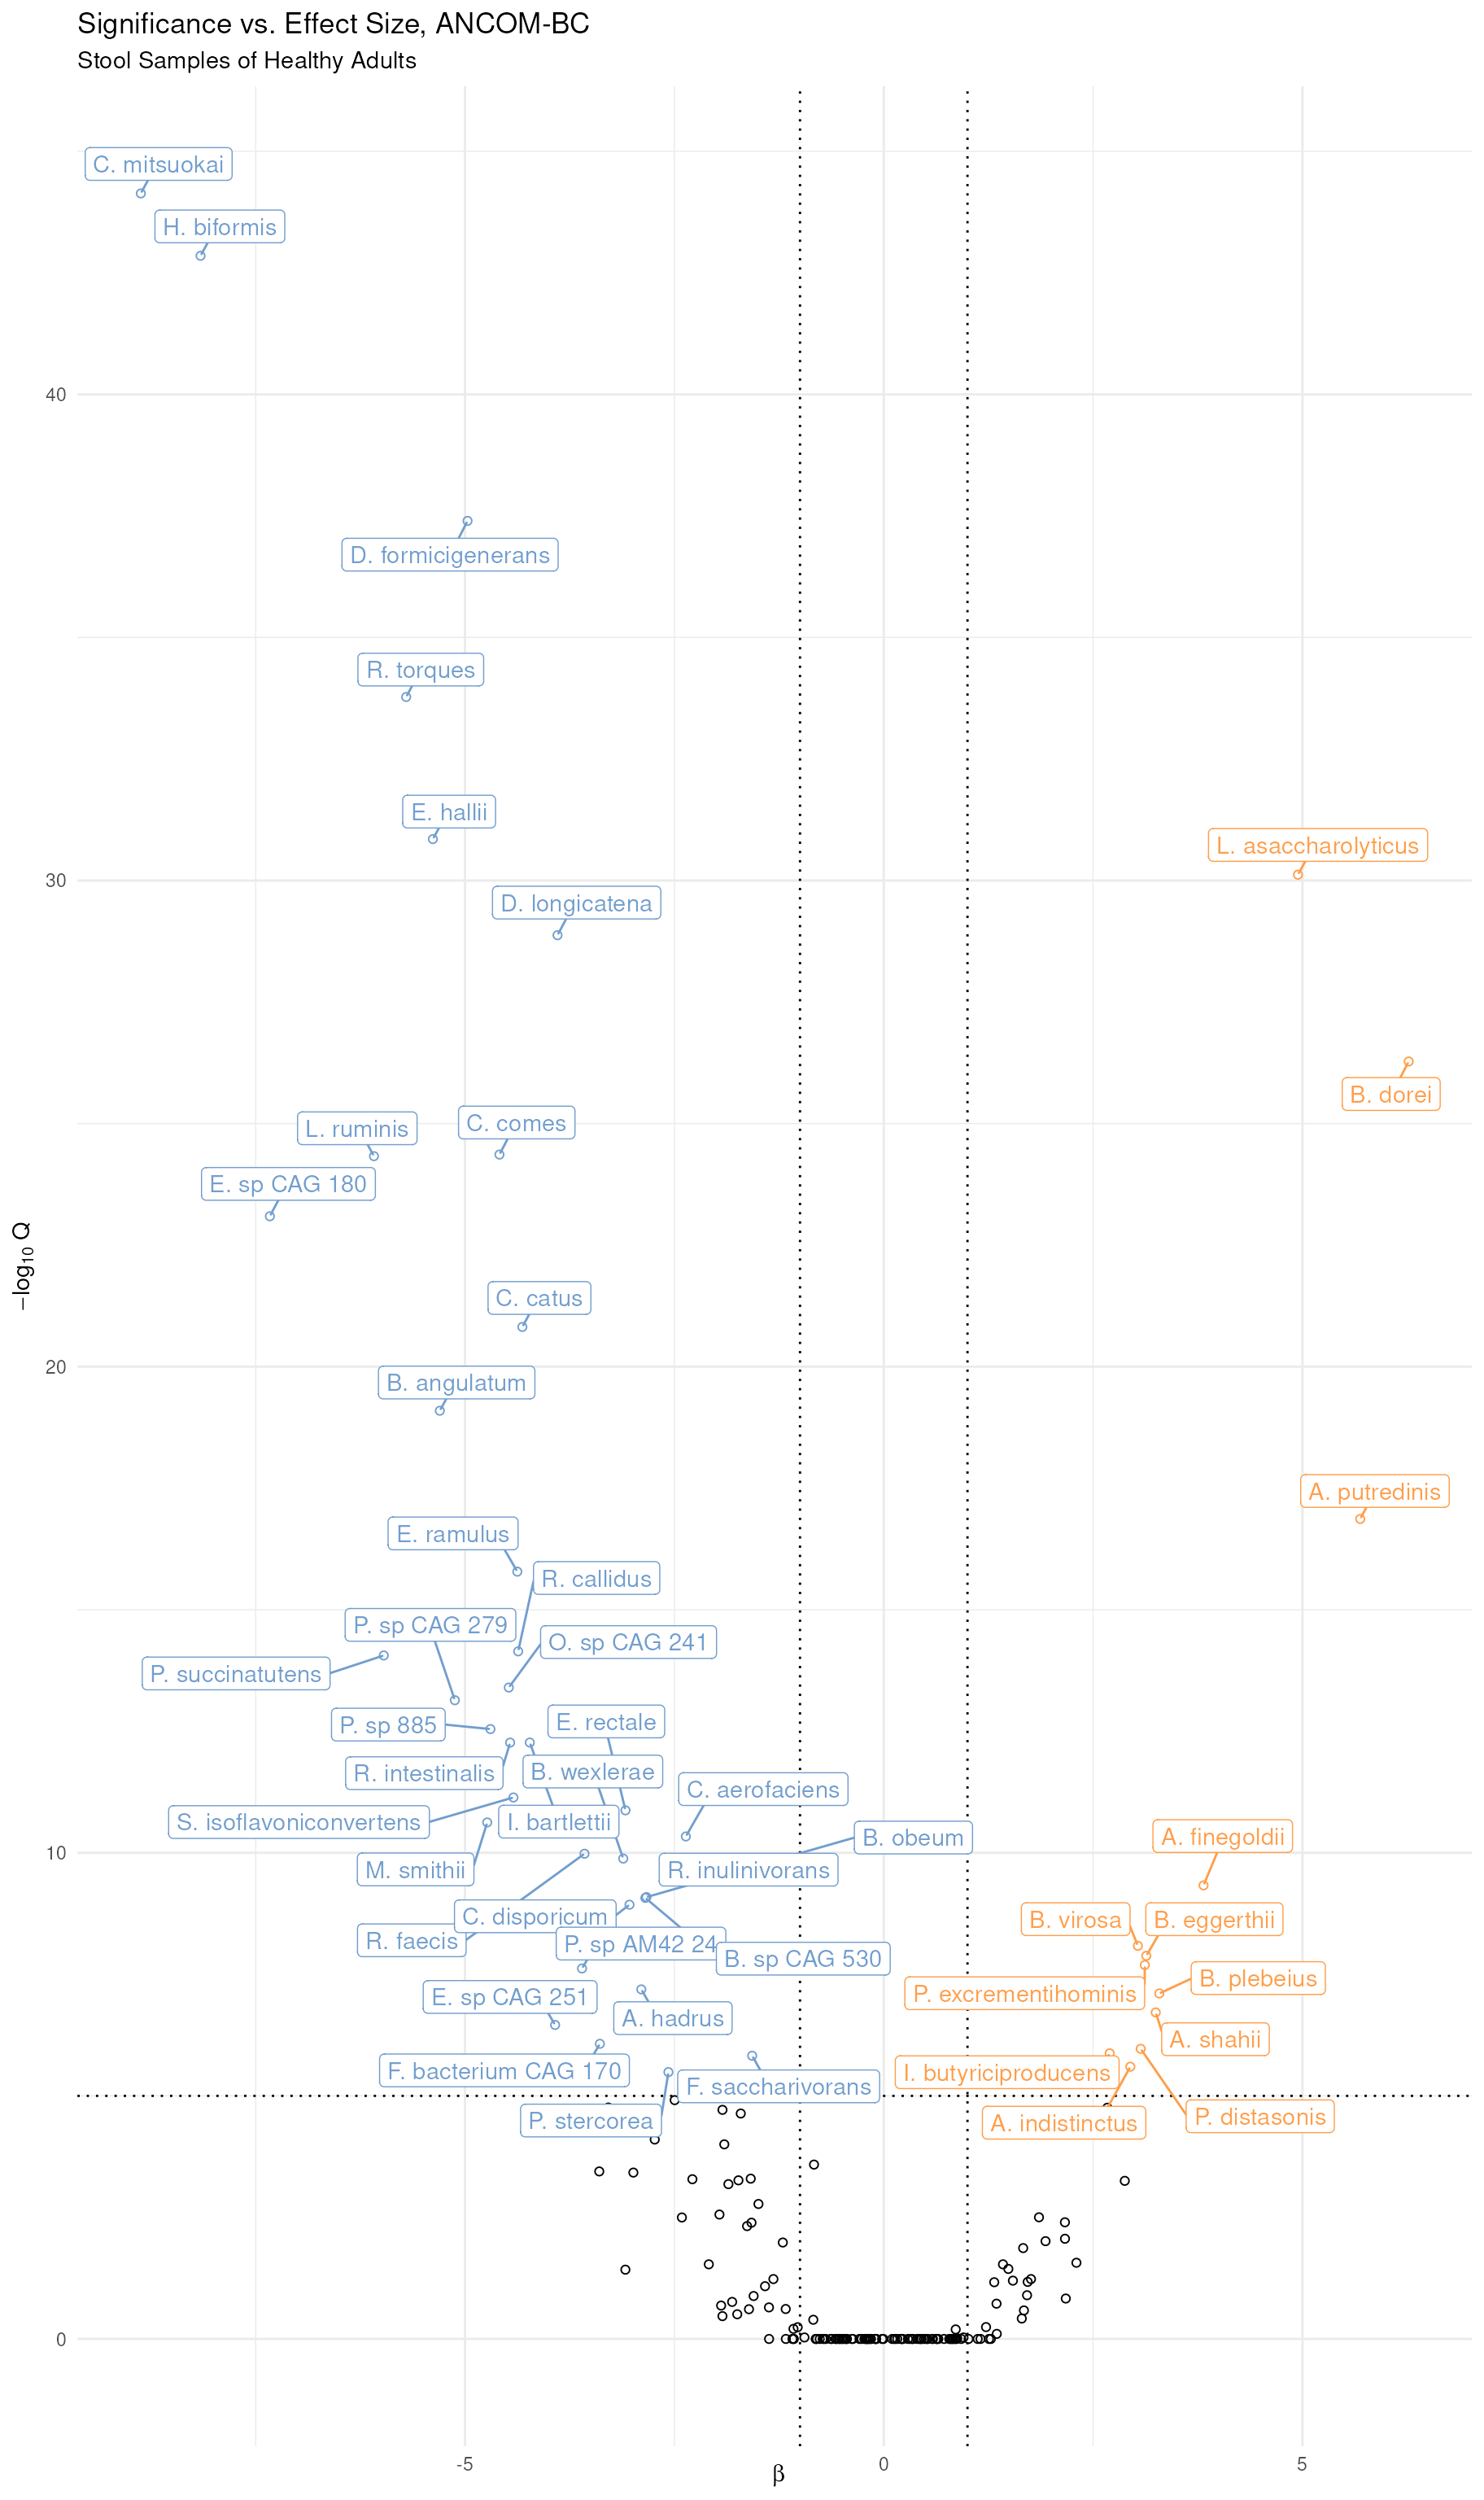 Significance vs. Effect Size, ANCOM-BC
Stool Samples of Healthy Adults
C. mitsuokai
H. biformis
40
D. formicigenerans
R. torques
E. hallii
L. asaccharolyticus
30
D. longicatena
B. dorei
C. comes
L. ruminis
E. sp CAG 180
−log10 Q
C. catus
20
B. angulatum
A. putredinis
E. ramulus
R. callidus
P. sp CAG 279
O. sp CAG 241
P. succinatutens
E. rectale
P. sp 885
R. intestinalis
B. wexlerae
C. aerofaciens
S. isoflavoniconvertens
I. bartlettii
B. obeum
A. finegoldii
10
M. smithii
R. inulinivorans
C. disporicum
B. virosa
B. eggerthii
R. faecis
P. sp AM42 24
B. sp CAG 530
B. plebeius
P. excrementihominis
E. sp CAG 251
A. hadrus
A. shahii
F. bacterium CAG 170
I. butyriciproducens
F. saccharivorans
P. stercorea
A. indistinctus
P. distasonis
0
-5
0
5
β